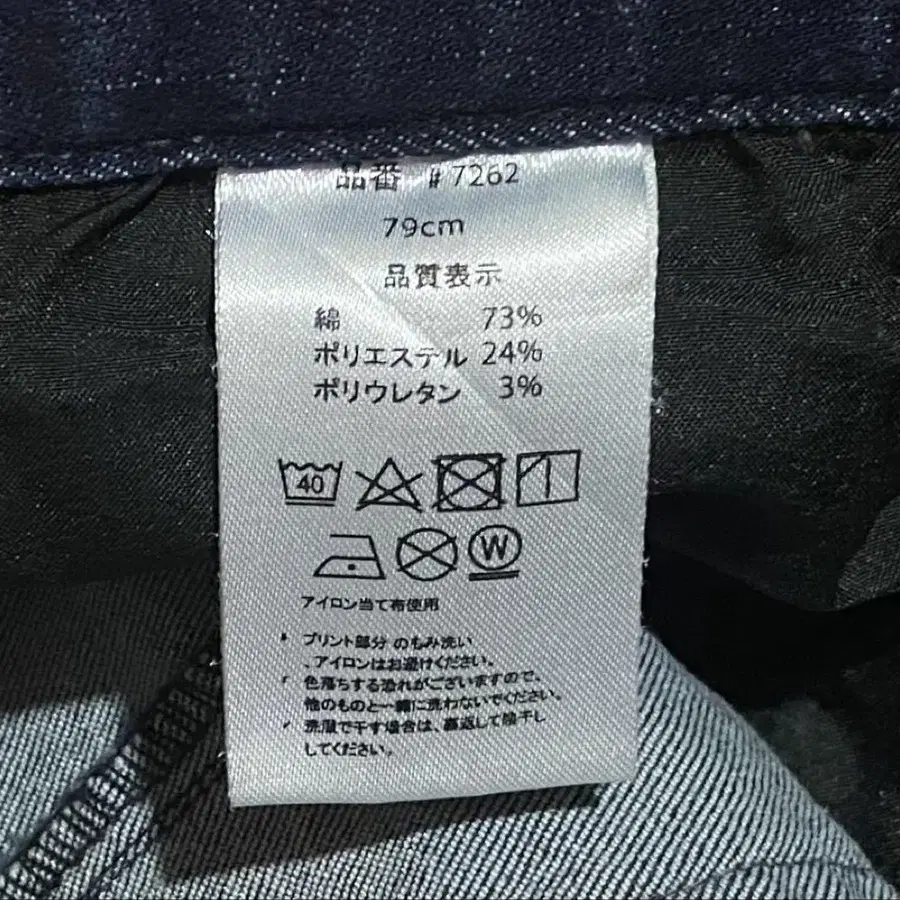 品番 #7262
79cm
品質表示
綿 73%
ポリエステル 24%
ポリウレタン 3%
40
W
アイロン当て布使用
プリント部分 のもみ洗い
、アイロンはお避けください。
色落ちする恐れがございますので、
他のものと一緒に洗わないでください。
洗濯で干す場合は、裏返して陰干し
してください。